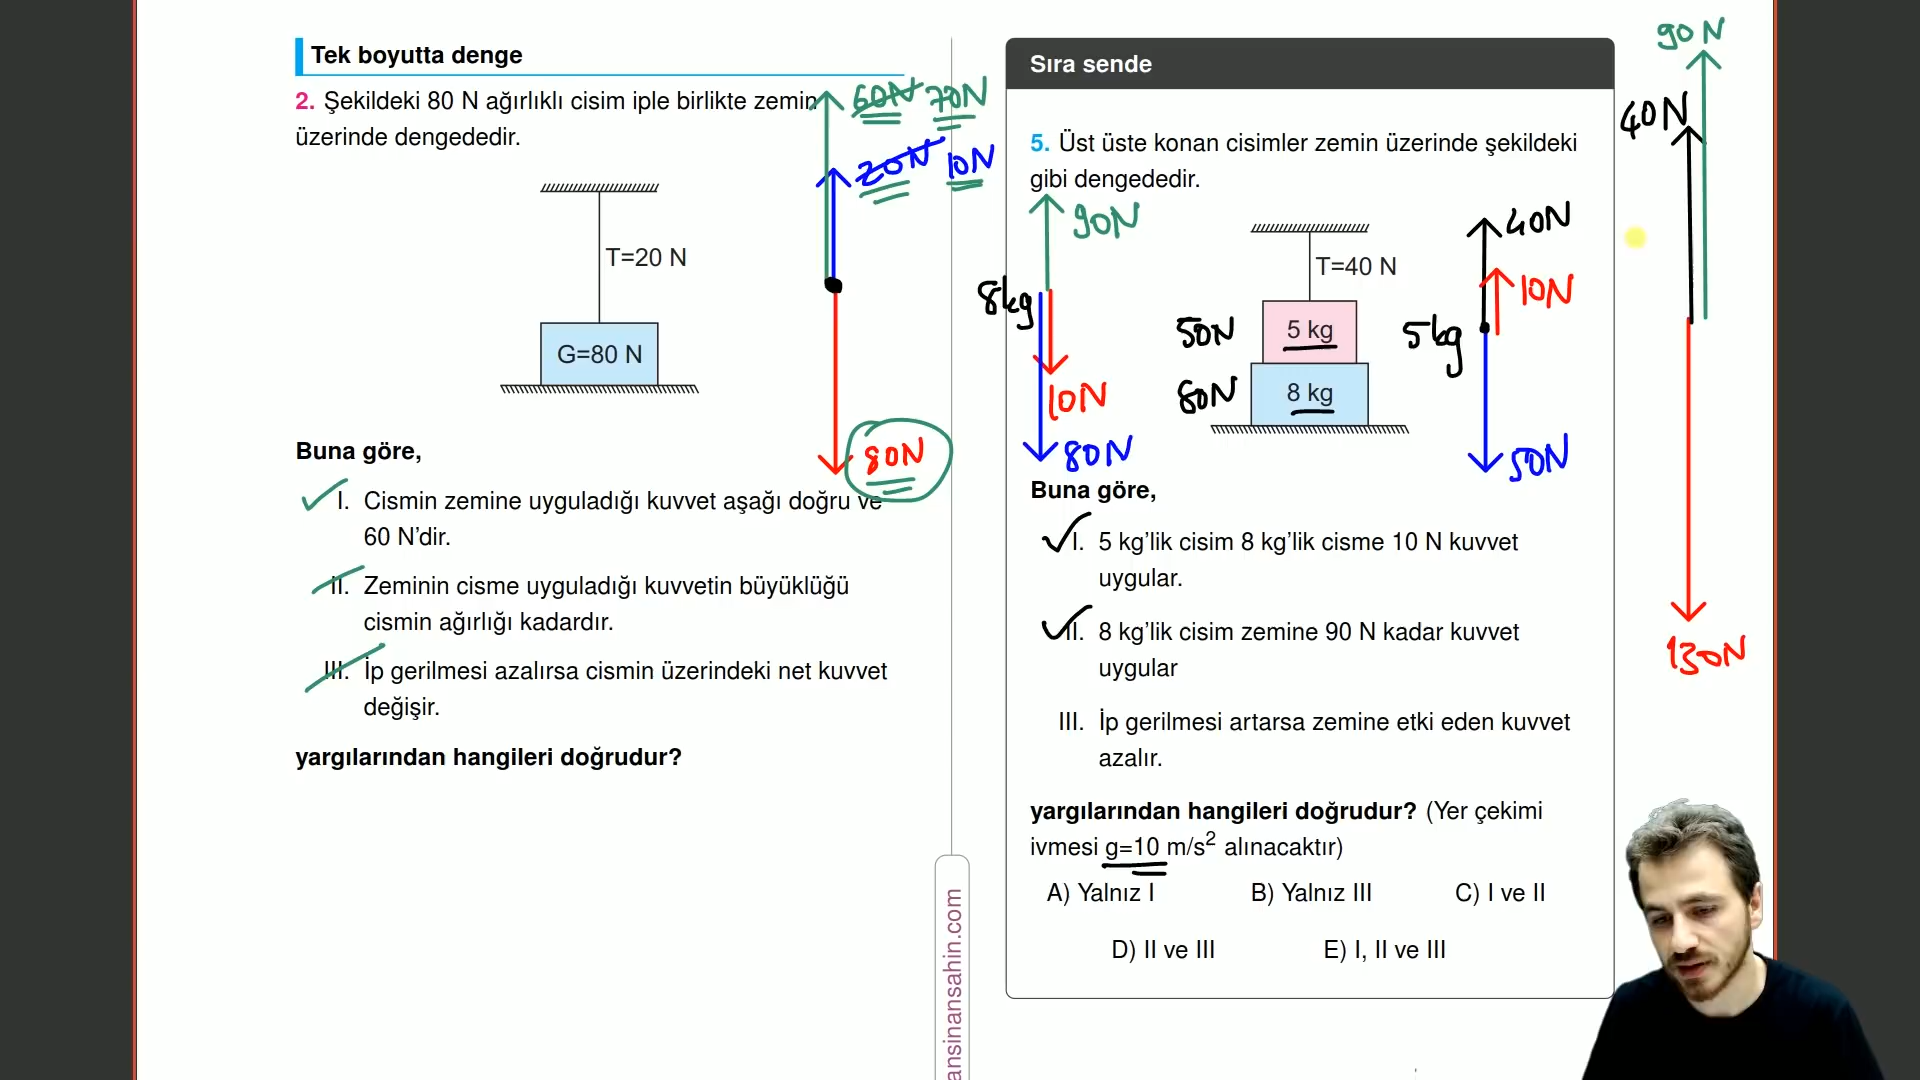 Tek boyutta denge
2. Şekildeki 80 N ağırlıklı cisim iple birlikte zemin
üzerinde dengededir.
60N 70N
20N 10N
T=20 N
G=80 N
80N
Buna göre,
I. Cismin zemine uyguladığı kuvvet aşağı doğru ve
60 N’dir.
II. Zeminin cisme uyguladığı kuvvetin büyüklüğü
cismin ağırlığı kadardır.
III. İp gerilmesi azalırsa cismin üzerindeki net kuvvet
değişir.
yargılarından hangileri doğrudur?
ansinansahin.com
Sıra sende
5. Üst üste konan cisimler zemin üzerinde şekildeki
gibi dengededir.
90N
8kg
10N
80N
T=40 N
50N 5 kg
80N 8 kg
40N
10N
5kg
50N
Buna göre,
I. 5 kg’lik cisim 8 kg’lik cisme 10 N kuvvet
uygular.
II. 8 kg’lik cisim zemine 90 N kadar kuvvet
uygular
III. İp gerilmesi artarsa zemine etki eden kuvvet
azalır.
yargılarından hangileri doğrudur? (Yer çekimi
ivmesi g=10 m/s² alınacaktır)
A) Yalnız I B) Yalnız III C) I ve II
D) II ve III E) I, II ve III
90N
40N
130N